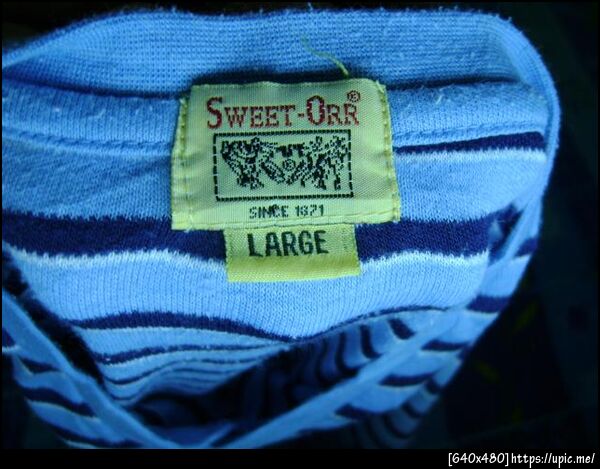 SWEET-ORR®
SINCE 1871
LARGE
[640x480]https://upic.me/